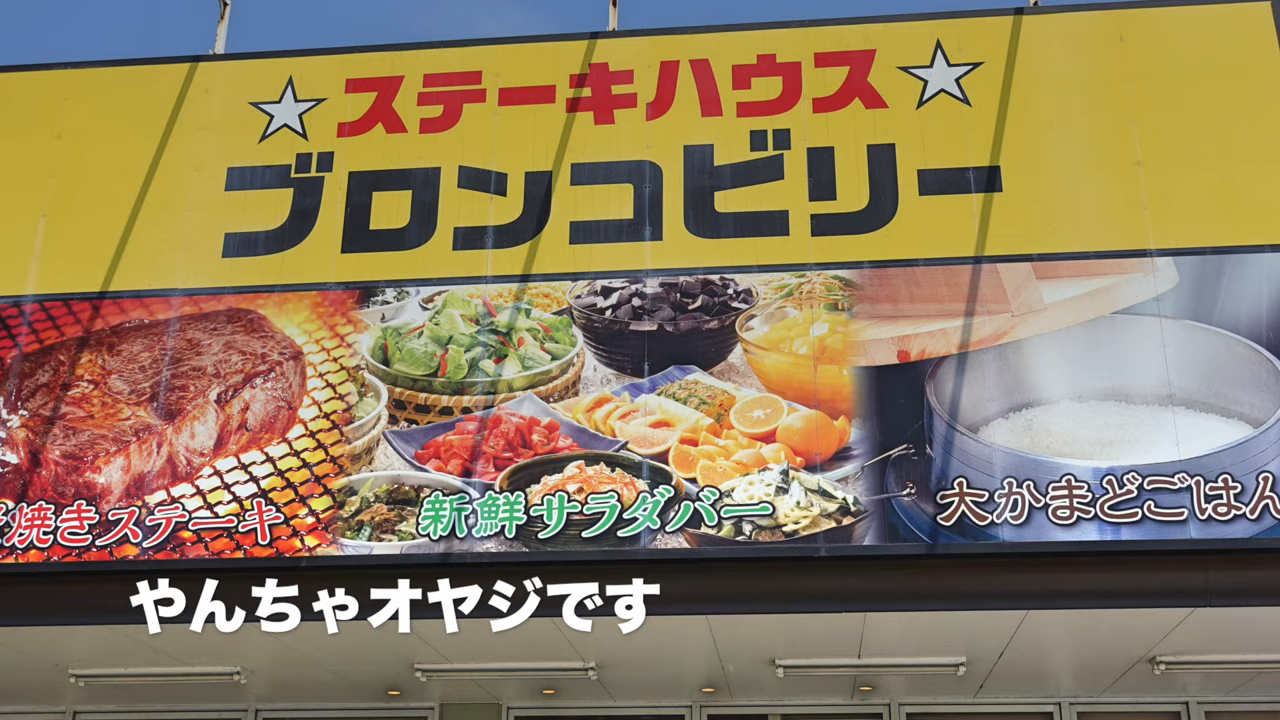 ステーキハウス
ブロンコビリー
焼きステーキ
新鮮サラダバー
大かまどごはん
やんちゃオヤジです